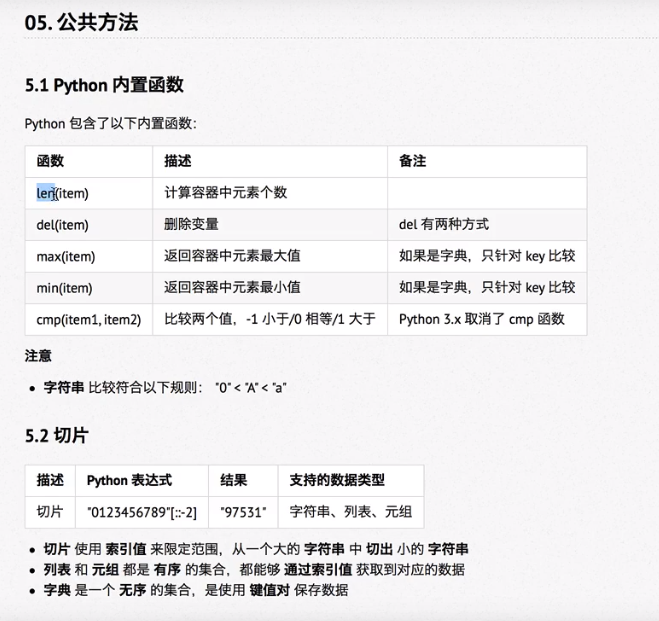 05. 公共方法
5.1 Python 内置函数
Python 包含了以下内置函数：
函数 描述 备注
len(item) 计算容器中元素个数
del(item) 删除变量 del 有两种方式
max(item) 返回容器中元素最大值 如果是字典，只针对 key 比较
min(item) 返回容器中元素最小值 如果是字典，只针对 key 比较
cmp(item1, item2) 比较两个值，-1 小于/0 相等/1 大于 Python 3.x 取消了 cmp 函数
注意
• 字符串 比较符合以下规则： "0" < "A" < "a"
5.2 切片
描述 Python 表达式 结果 支持的数据类型
切片 "0123456789"[::-2] "97531" 字符串、列表、元组
• 切片 使用 索引值 来限定范围，从一个大的 字符串 中 切出 小的 字符串
• 列表 和 元组 都是 有序 的集合，都能够 通过索引值 获取到对应的数据
• 字典 是一个 无序 的集合，是使用 键值对 保存数据